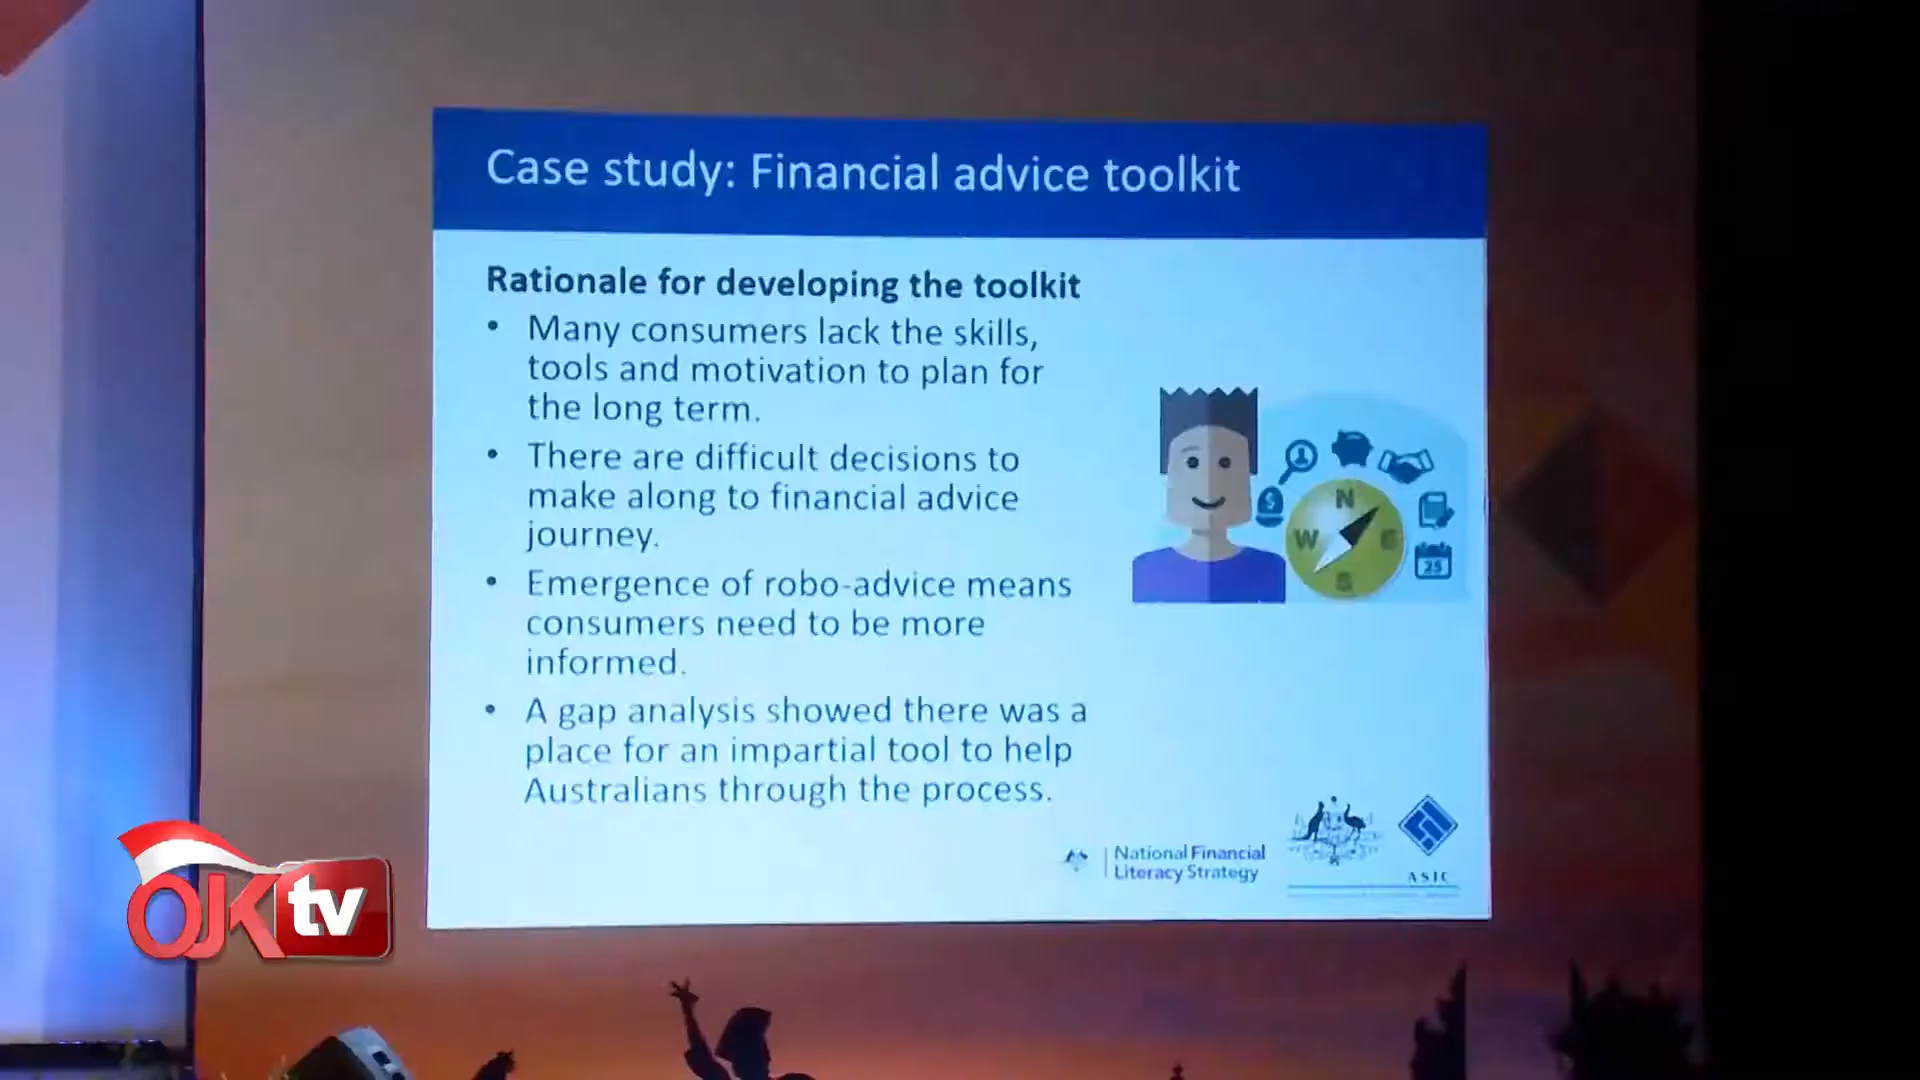 Case study: Financial advice toolkit
Rationale for developing the toolkit
• Many consumers lack the skills,
tools and motivation to plan for
the long term.
• There are difficult decisions to
make along to financial advice
journey.
• Emergence of robo-advice means
consumers need to be more
informed.
• A gap analysis showed there was a
place for an impartial tool to help
Australians through the process.
N
W E
S
$
25
National Financial
Literacy Strategy
ASIC
OJK tv